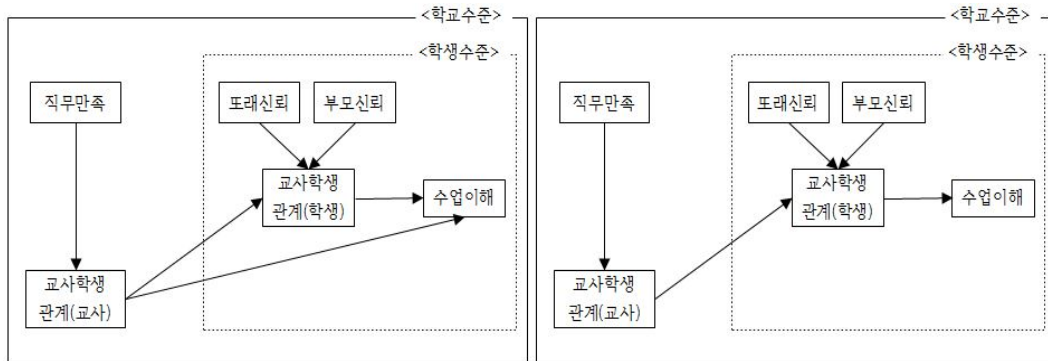 <학교수준>
<학생수준>
직무만족
또래신뢰
부모신뢰
교사학생
관계(학생)
수업이해
교사학생
관계(교사)
<학교수준>
<학생수준>
직무만족
또래신뢰
부모신뢰
교사학생
관계(학생)
수업이해
교사학생
관계(교사)